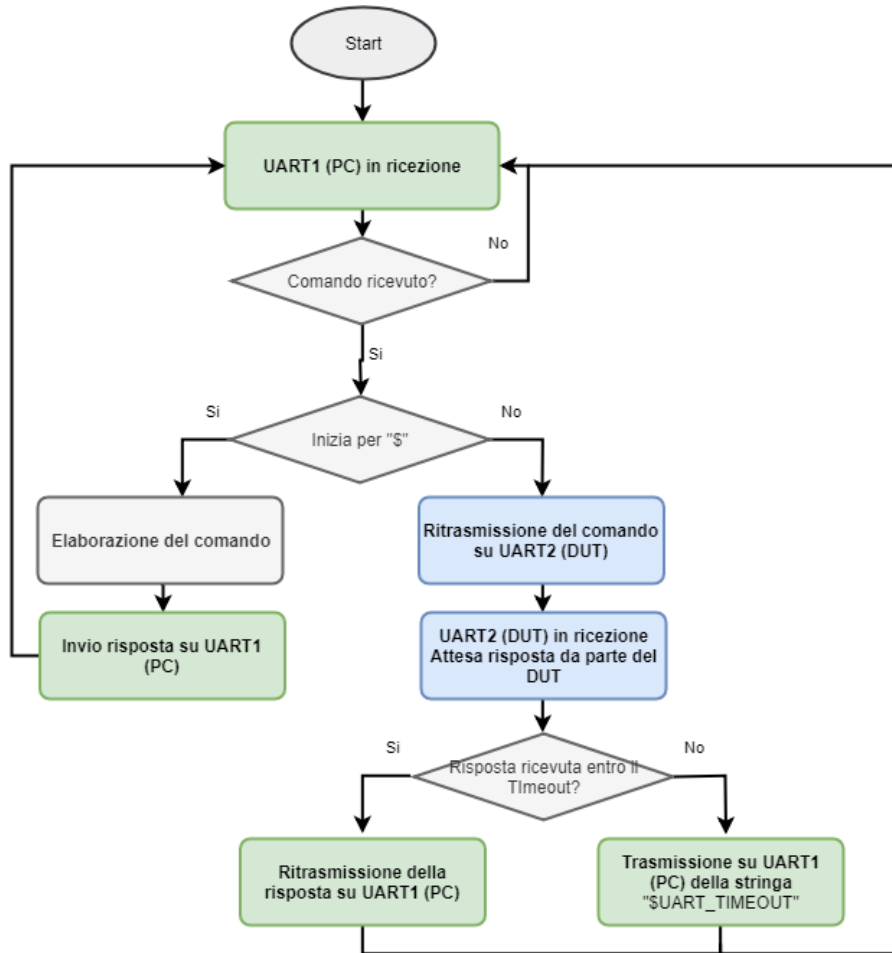 Start
UART1 (PC) in ricezione
No
Comando ricevuto?
Si
Si
No
Inizia per "$"
Elaborazione del comando
Ritrasmissione del comando
su UART2 (DUT)
Invio risposta su UART1
(PC)
UART2 (DUT) in ricezione
Attesa risposta da parte del
DUT
Si
No
Risposta ricevuta entro il
TImeout?
Ritrasmissione della
risposta su UART1 (PC)
Trasmissione su UART1
(PC) della stringa
"$UART_TIMEOUT"